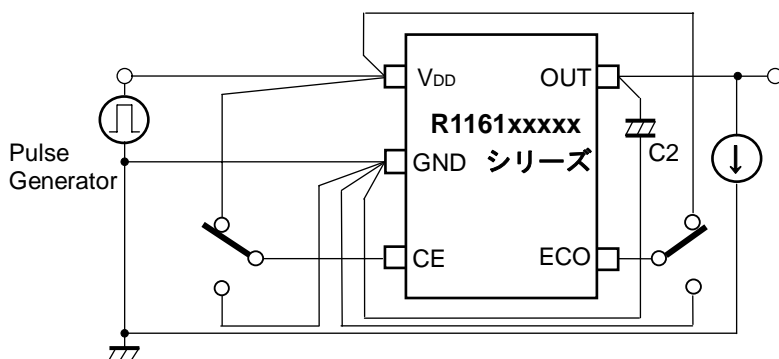 VDD
OUT
R1161xxxxx
シリーズ
C2
Pulse
Generator
GND
CE
ECO